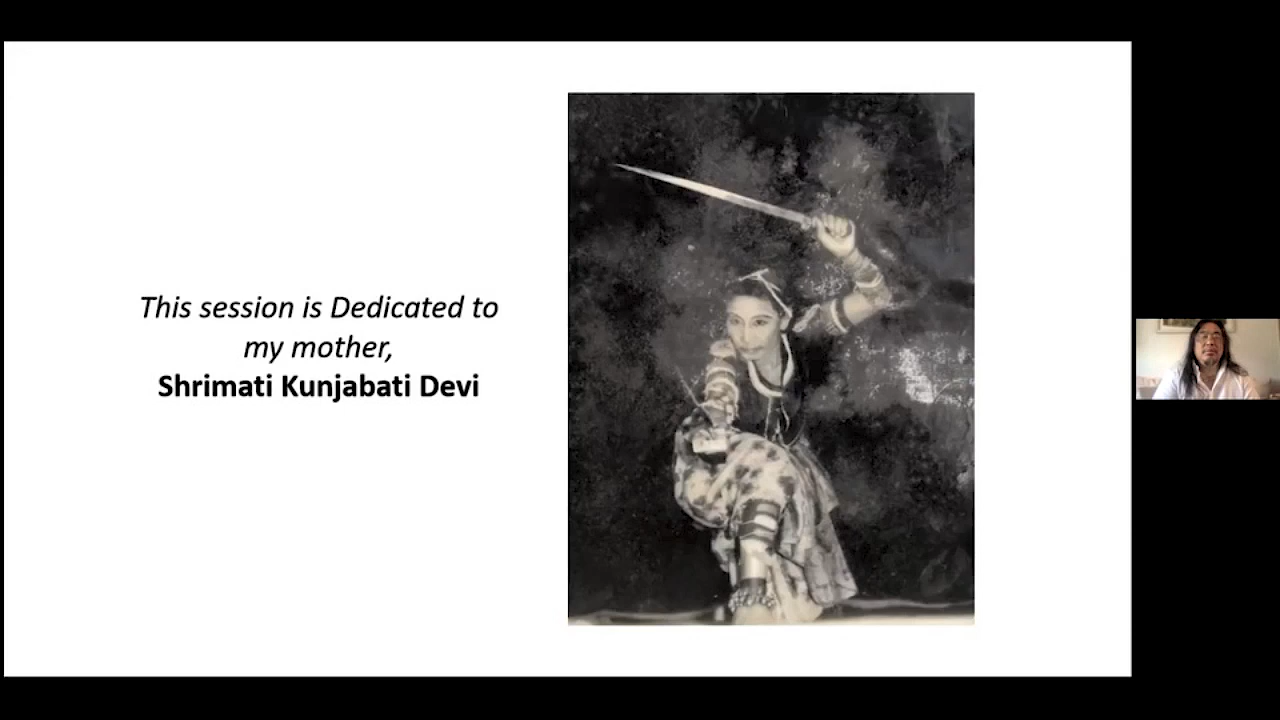 This session is Dedicated to
my mother,
Shrimati Kunjabati Devi